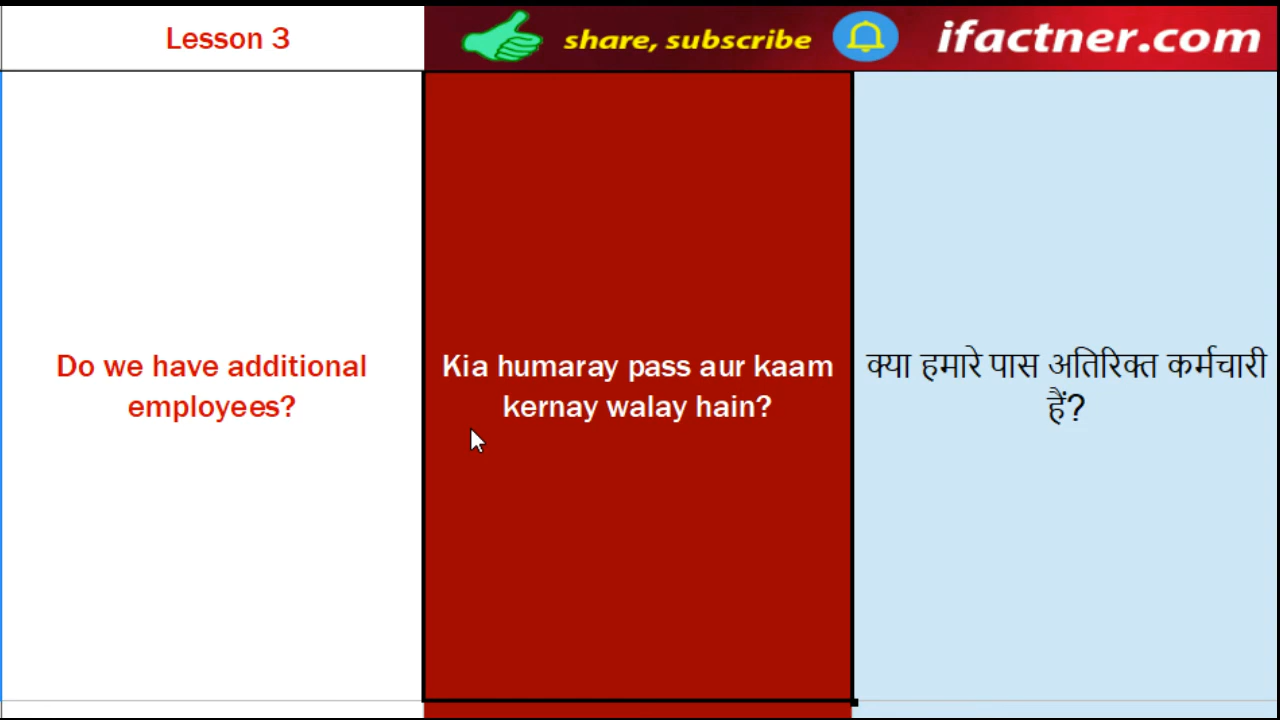 Lesson 3
share, subscribe
ifactner.com
Do we have additional
employees?
Kia humaray pass aur kaam
kernay walay hain?
क्या हमारे पास अतिरिक्त कर्मचारी
हैं?